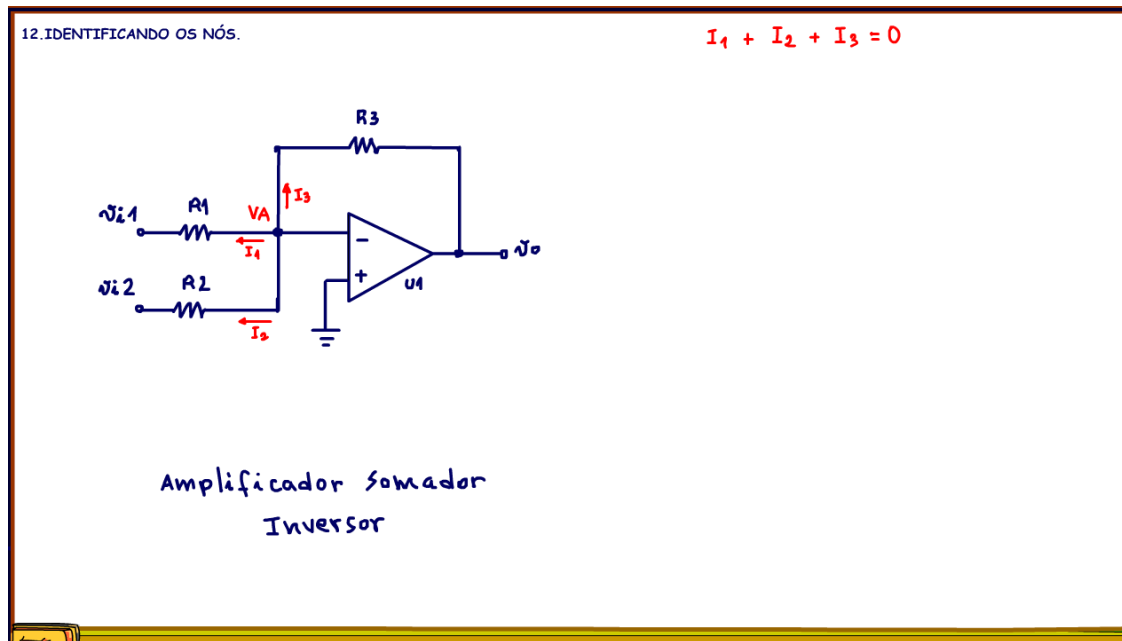 12.IDENTIFICANDO OS NÓS.
I1 + I2 + I3 = 0
R3
I3
vi1
R1
VA
I1
-
vo
vi2
R2
+
U1
I2
Amplificador Somador
Inversor